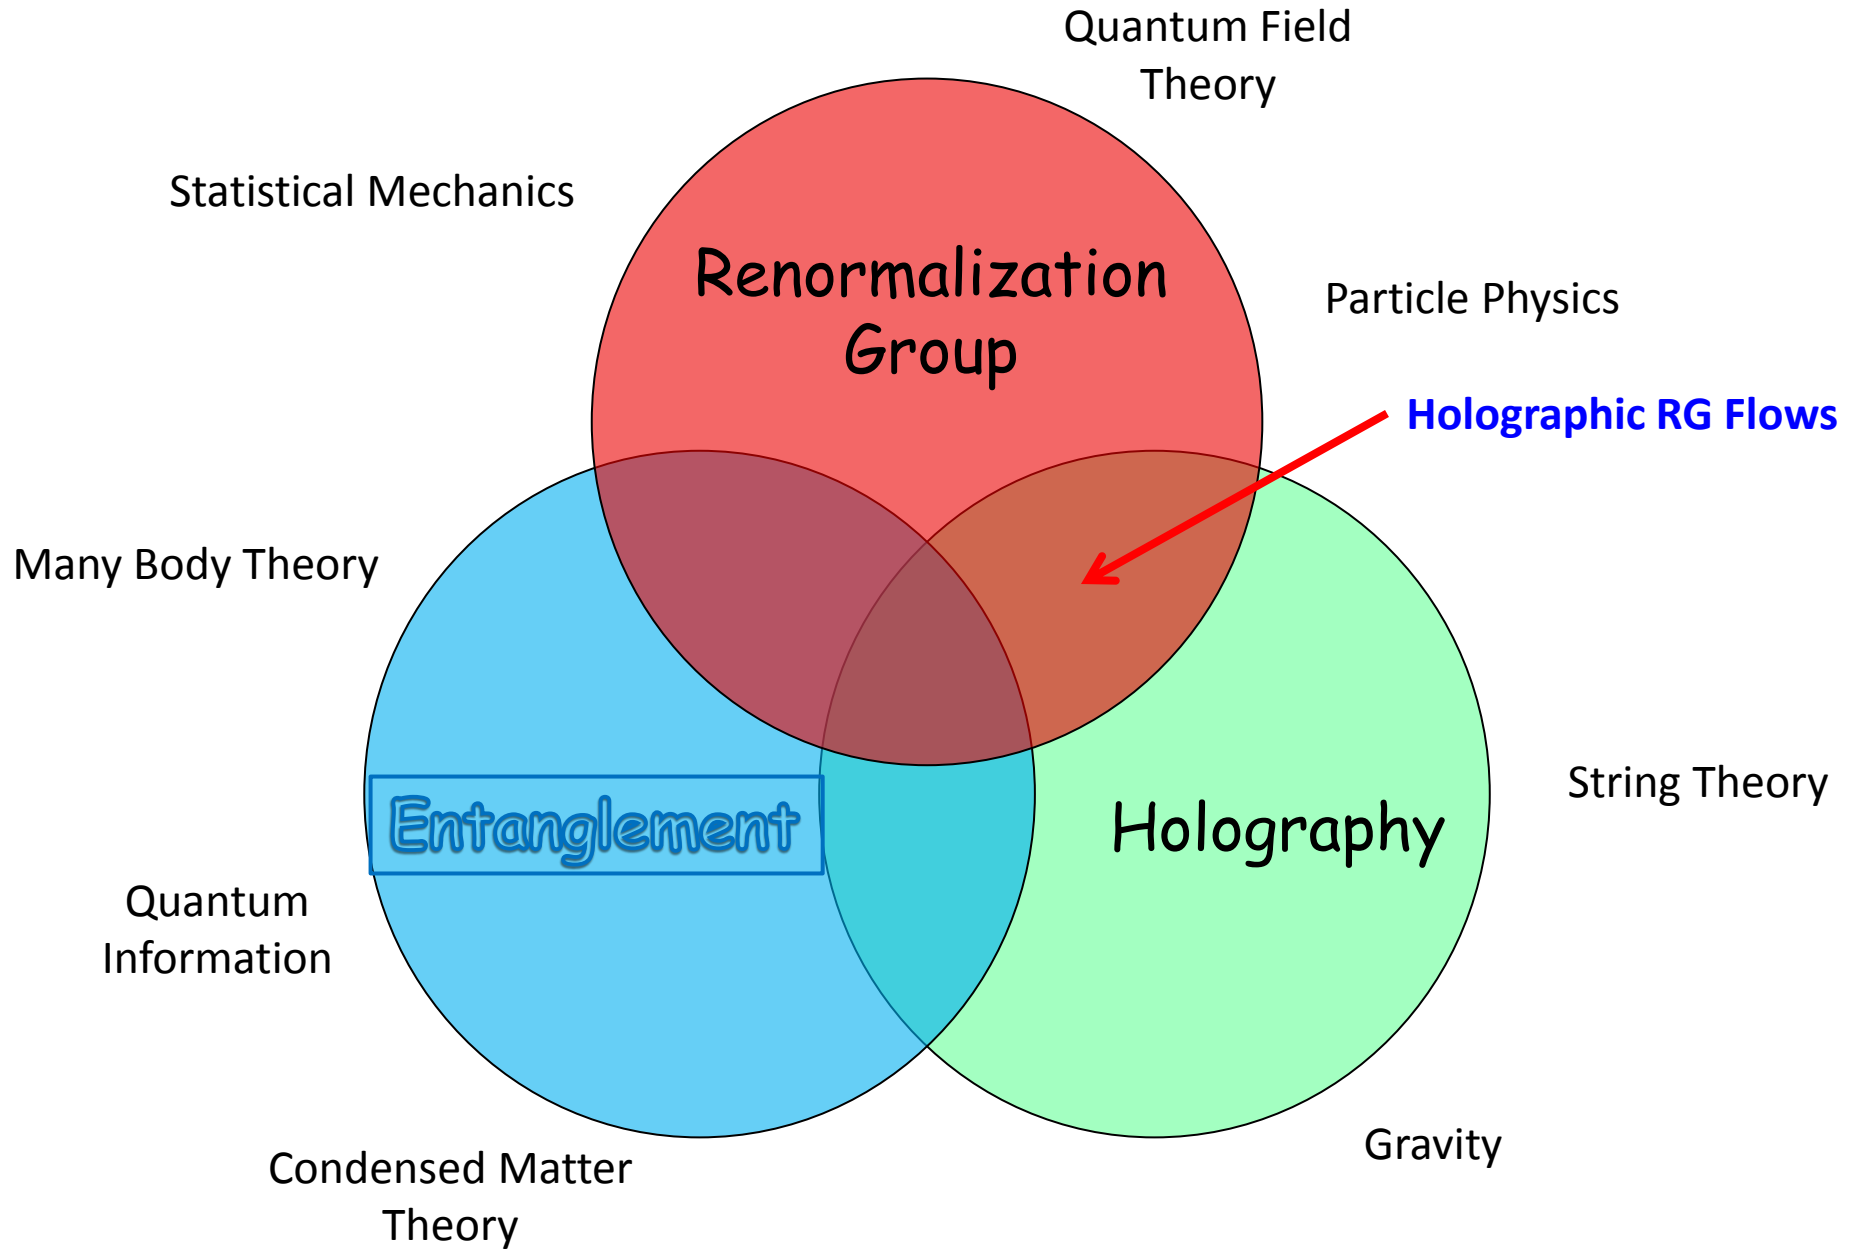 Quantum Field
Theory
Statistical Mechanics
Renormalization
Group
Particle Physics
Holographic RG Flows
Many Body Theory
String Theory
Entanglement
Holography
Quantum
Information
Gravity
Condensed Matter
Theory